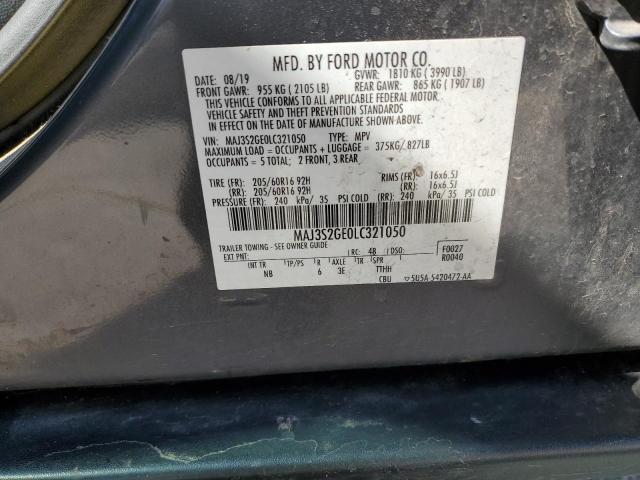 MFD. BY FORD MOTOR CO.
DATE: 08/19 GVWR: 1810 KG ( 3990 LB)
FRONT GAWR: 955 KG ( 2105 LB) REAR GAWR: 865 KG ( 1907 LB)
THIS VEHICLE CONFORMS TO ALL APPLICABLE FEDERAL MOTOR
VEHICLE SAFETY AND THEFT PREVENTION STANDARDS
IN EFFECT ON THE DATE OF MANUFACTURE SHOWN ABOVE.
VIN: MAJ3S2GE0LC321050 TYPE: MPV
MAXIMUM LOAD = OCCUPANTS + LUGGAGE = 375KG/ 827LB
OCCUPANTS = 5 TOTAL; 2 FRONT, 3 REAR
TIRE (FR): 205/60R16 92H RIMS (FR): 16x6.5J
(RR): 205/60R16 92H (RR): 16x6.5J
PRESSURE (FR): 240 kPa/ 35 PSI COLD (RR): 240 kPa/ 35 PSI COLD
MAJ3S2GE0LC321050
TRAILER TOWING - SEE OWNER GUIDE
EXT PNT: RC: 48 DSO: F0027
R0040
INT TR TP/PS R AXLE TR SPR
NB 6 3E TTHH
CBU 5U5A-5420472-AA